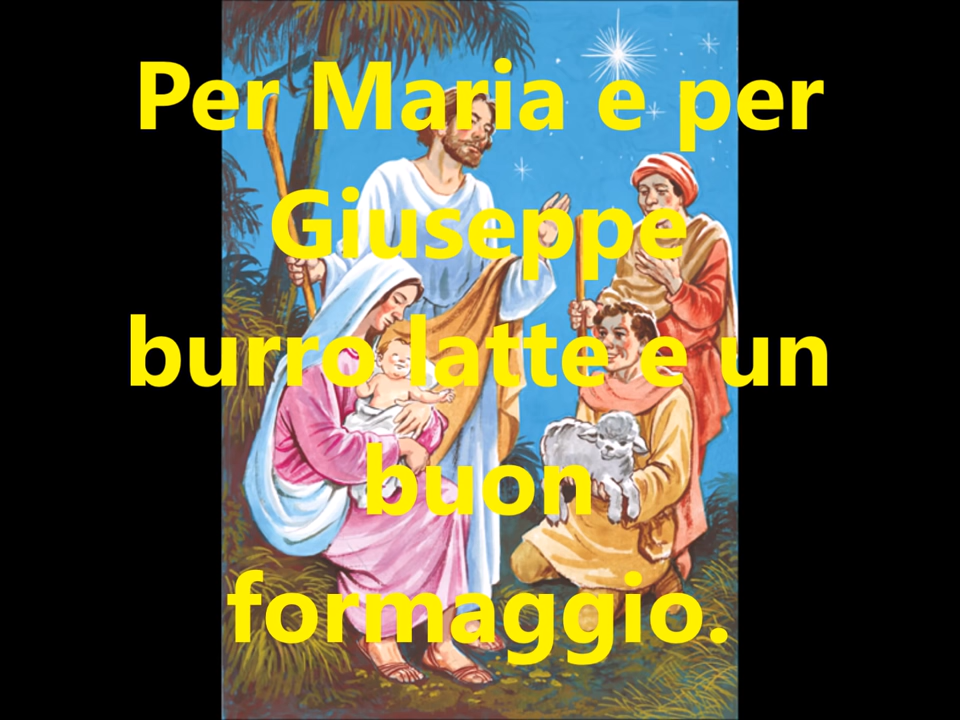 Per Maria e per
Giuseppe
burro latte e un
buon
formaggio.